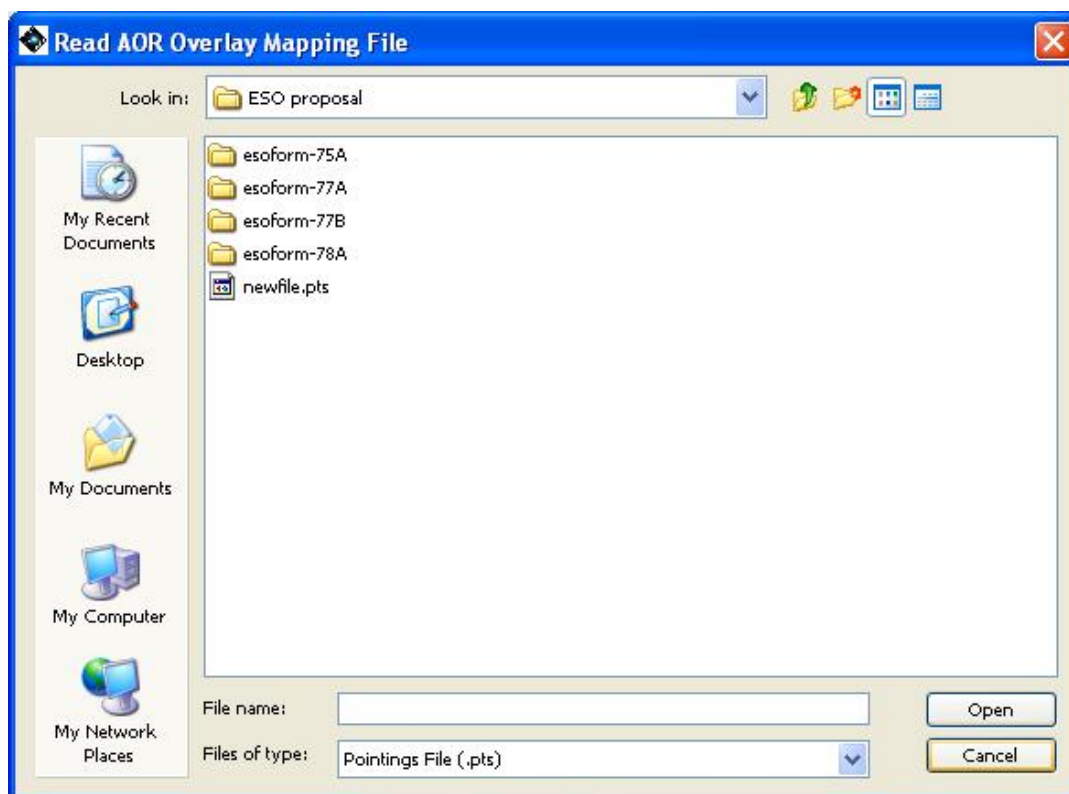 Read AOR Overlay Mapping File
Look in:
ESO proposal
esoform-75A
esoform-77A
esoform-77B
esoform-78A
newfile.pts
My Recent
Documents
Desktop
My Documents
My Computer
My Network
Places
File name:
Open
Files of type:
Pointings File (.pts)
Cancel